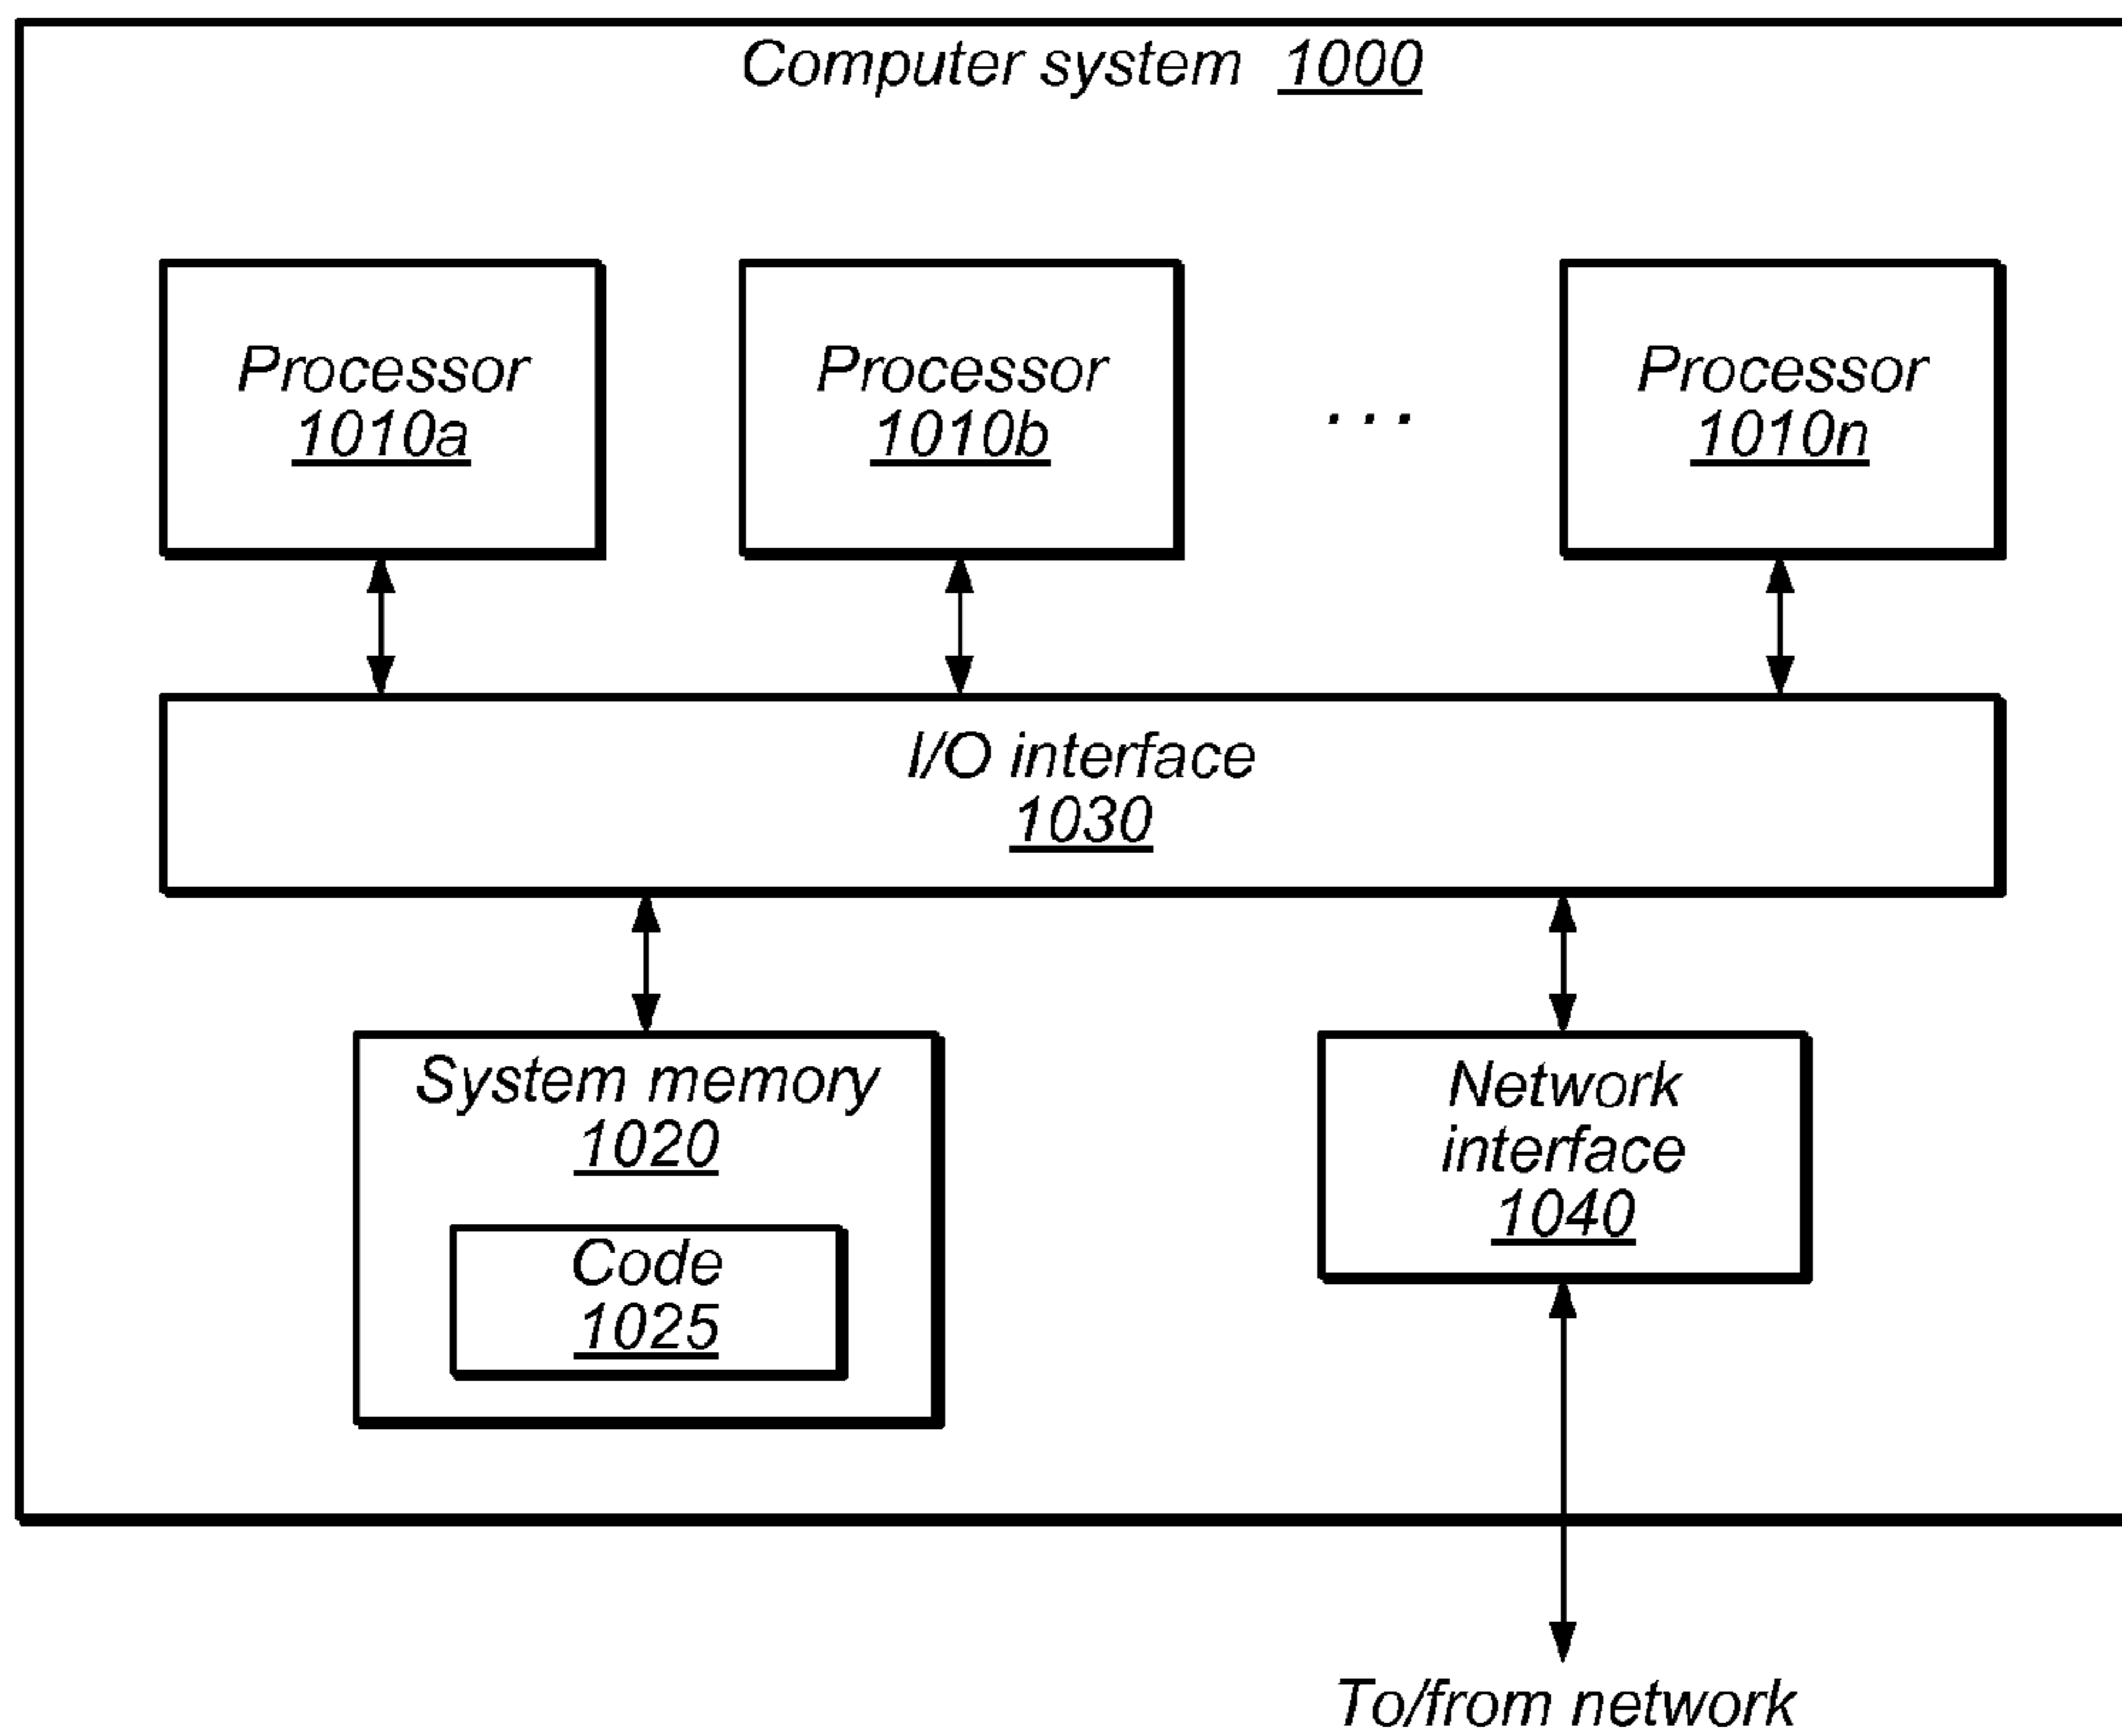 Computer system 1000
Processor
1010a
Processor
1010b
. . .
Processor
1010n
I/O interface
1030
System memory
1020
Code
1025
Network
interface
1040
To/from network